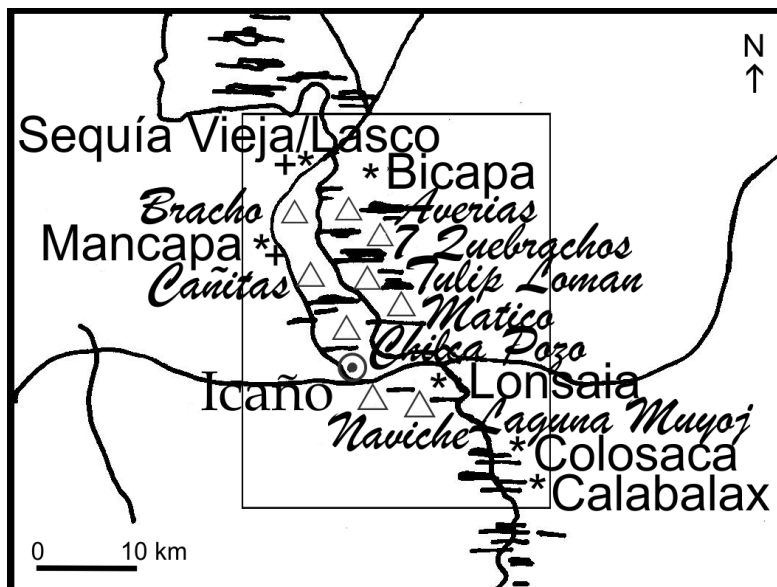 N
Sequía Vieja/Lasco
Bicapa
Bracho
Averias
Mancapa
7 Quebrachos
Cañitas
Tulip Loman
Matico
Chilca Pozo
Icaño
Lonsaia
Laguna Muyoj
Naviche
Colosaca
Calabalax
0 10 km